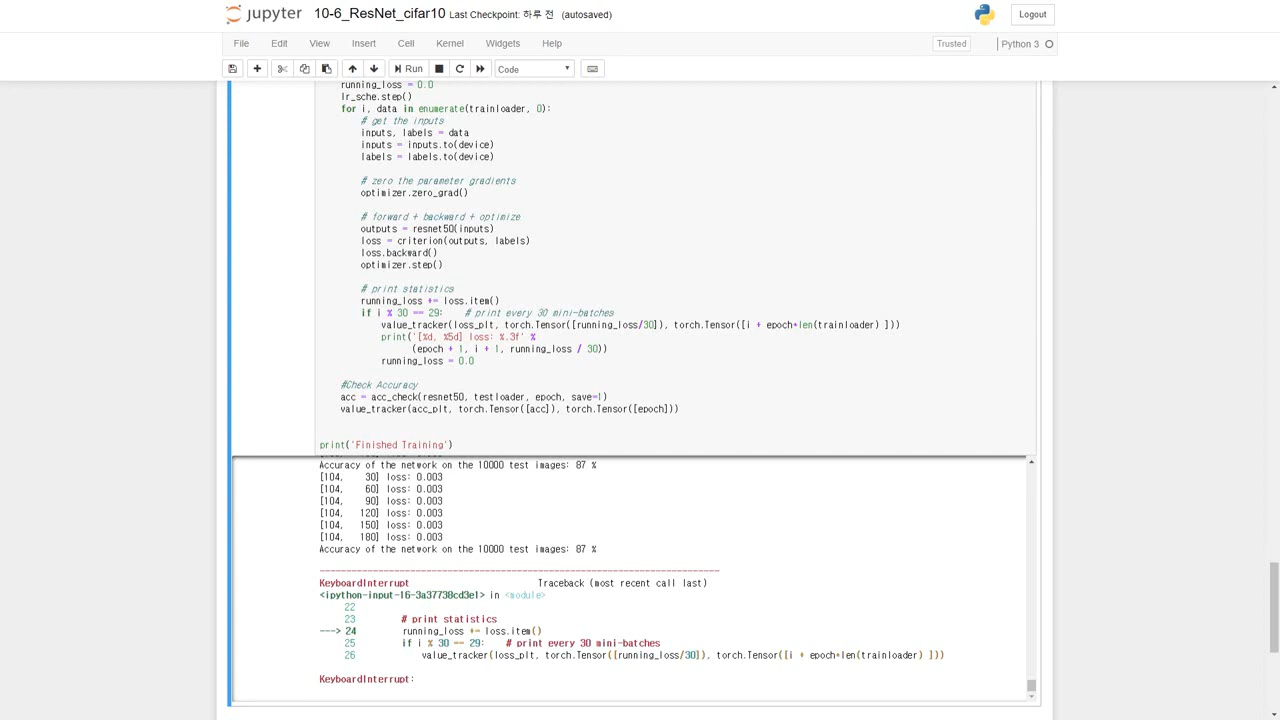 jupyter 10-6_ResNet_cifar10 Last Checkpoint: 하루 전 (autosaved) Logout
File Edit View Insert Cell Kernel Widgets Help Trusted Python 3
Run Code
running_loss = 0.0
lr_sche.step()
for i, data in enumerate(trainloader, 0):
# get the inputs
inputs, labels = data
inputs = inputs.to(device)
labels = labels.to(device)
# zero the parameter gradients
optimizer.zero_grad()
# forward + backward + optimize
outputs = resnet50(inputs)
loss = criterion(outputs, labels)
loss.backward()
optimizer.step()
# print statistics
running_loss += loss.item()
if i % 30 == 29: # print every 30 mini-batches
value_tracker(loss_plt, torch.Tensor([running_loss/30]), torch.Tensor([i + epoch*len(trainloader) ]))
print('[%d, %5d] loss: %.3f' %
(epoch + 1, i + 1, running_loss / 30))
running_loss = 0.0
#Check Accuracy
acc = acc_check(resnet50, testloader, epoch, save=1)
value_tracker(acc_plt, torch.Tensor([acc]), torch.Tensor([epoch]))
print('Finished Training')
Accuracy of the network on the 10000 test images: 87 %
[104, 30] loss: 0.003
[104, 60] loss: 0.003
[104, 90] loss: 0.003
[104, 120] loss: 0.003
[104, 150] loss: 0.003
[104, 180] loss: 0.003
Accuracy of the network on the 10000 test images: 87 %
---------------------------------------------------------------------------
KeyboardInterrupt Traceback (most recent call last)
<ipython-input-16-3a37738cd3e1> in <module>
22
23 # print statistics
---> 24 running_loss += loss.item()
25 if i % 30 == 29: # print every 30 mini-batches
26 value_tracker(loss_plt, torch.Tensor([running_loss/30]), torch.Tensor([i + epoch*len(trainloader) ]))
KeyboardInterrupt: